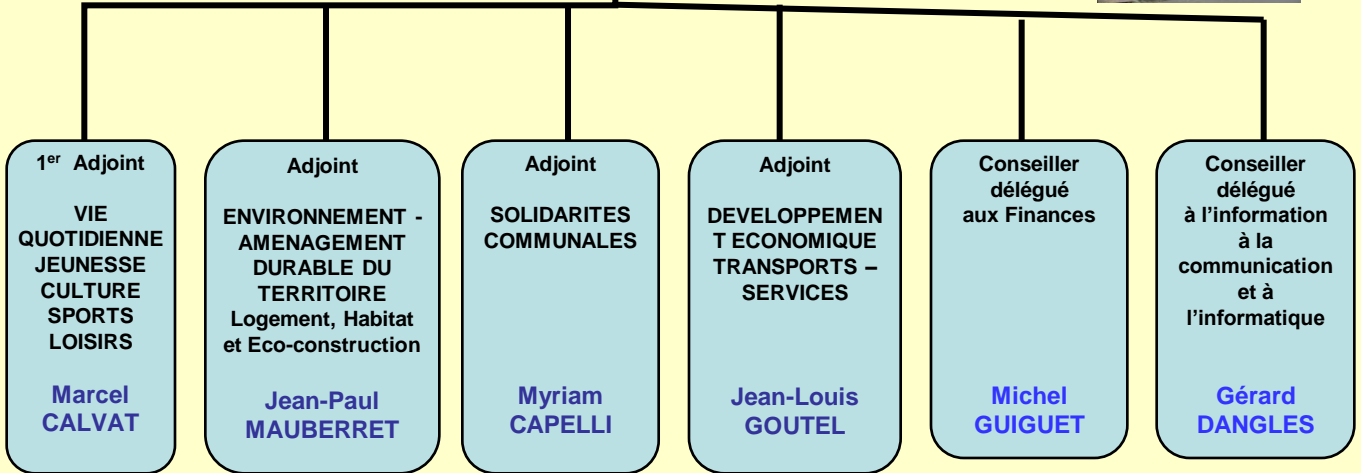 1er Adjoint
VIE
QUOTIDIENNE
JEUNESSE
CULTURE
SPORTS
LOISIRS
Marcel
CALVAT
Adjoint
ENVIRONNEMENT -
AMENAGEMENT
DURABLE DU
TERRITOIRE
Logement, Habitat
et Eco-construction
Jean-Paul
MAUBERRET
Adjoint
SOLIDARITES
COMMUNALES
Myriam
CAPELLI
Adjoint
DEVELOPPEMEN
T ECONOMIQUE
TRANSPORTS –
SERVICES
Jean-Louis
GOUTEL
Conseiller
délégué
aux Finances
Michel
GUIGUET
Conseiller
délégué
à l’information
à la
communication
et à
l’informatique
Gérard
DANGLES